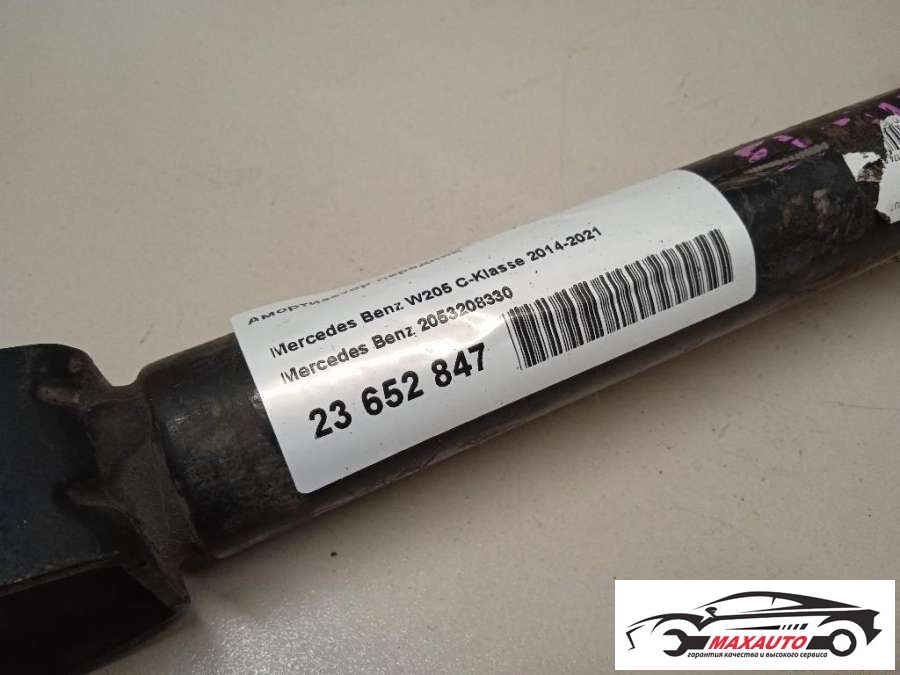 Амортизатор передний
Mercedes Benz W205 C-Klasse 2014-2021
Mercedes Benz 2053208330
23 652 847
MAXAUTO
гарантия качества и высокого сервиса